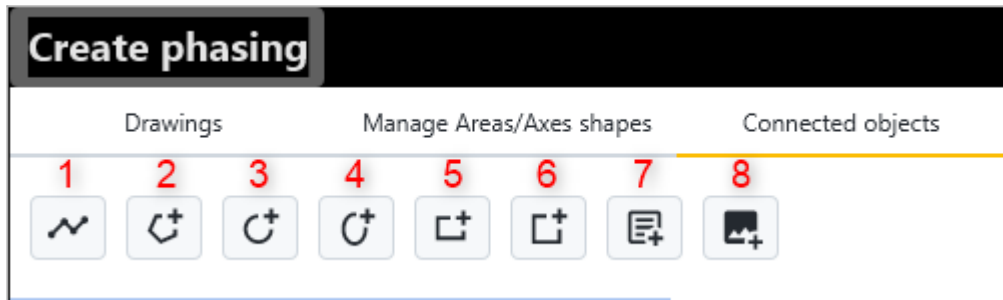 Create phasing
Drawings Manage Areas/Axes shapes Connected objects
1 2 3 4 5 6 7 8